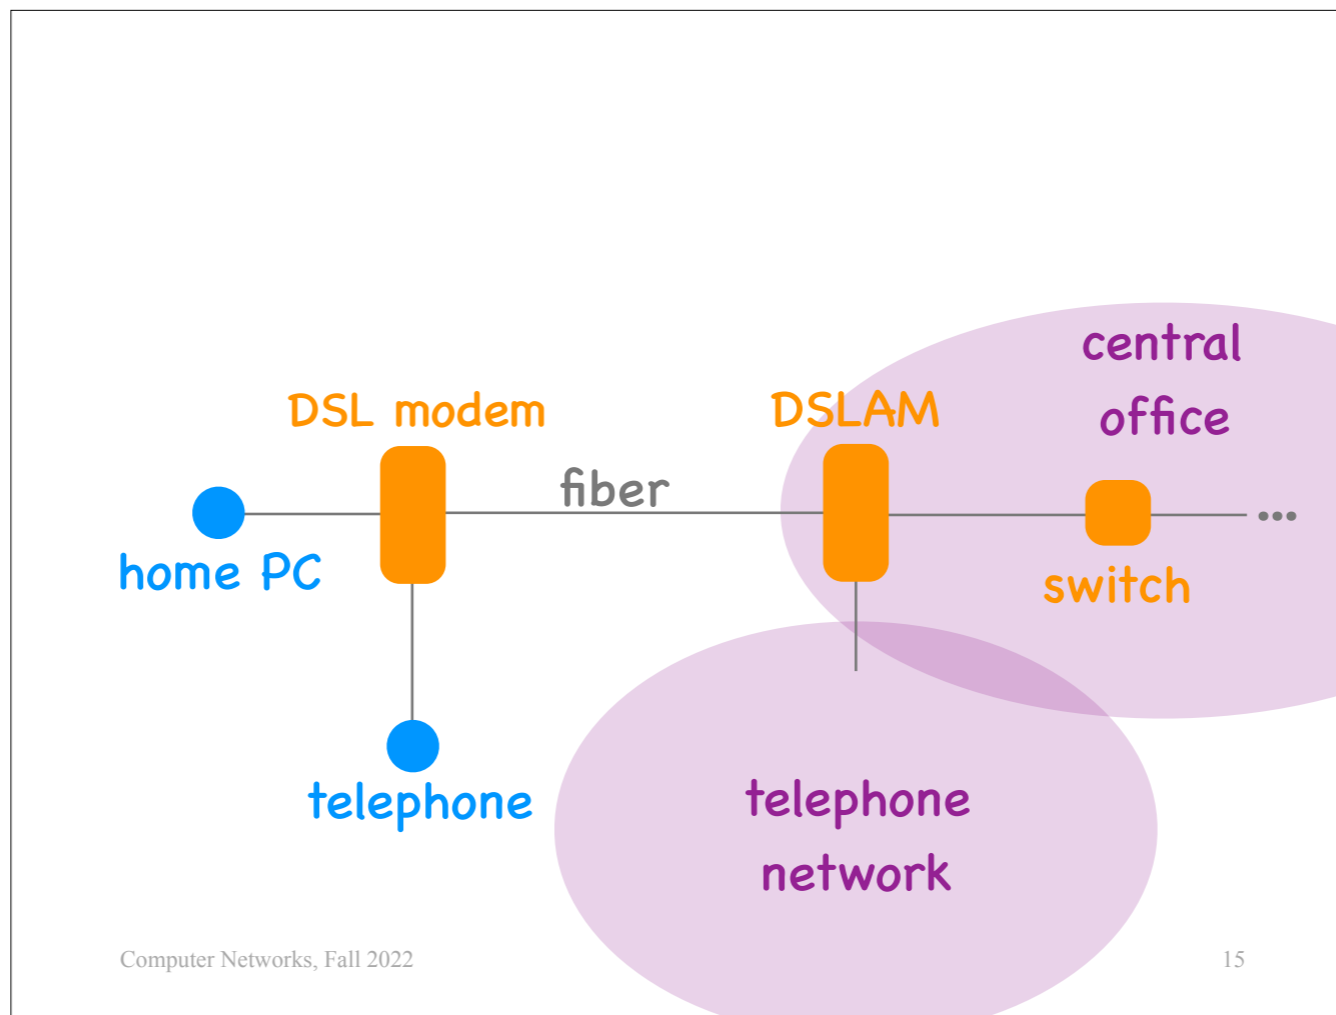 central
office
DSL modem
DSLAM
fiber
home PC
switch
telephone
telephone
network
Computer Networks, Fall 2022
15